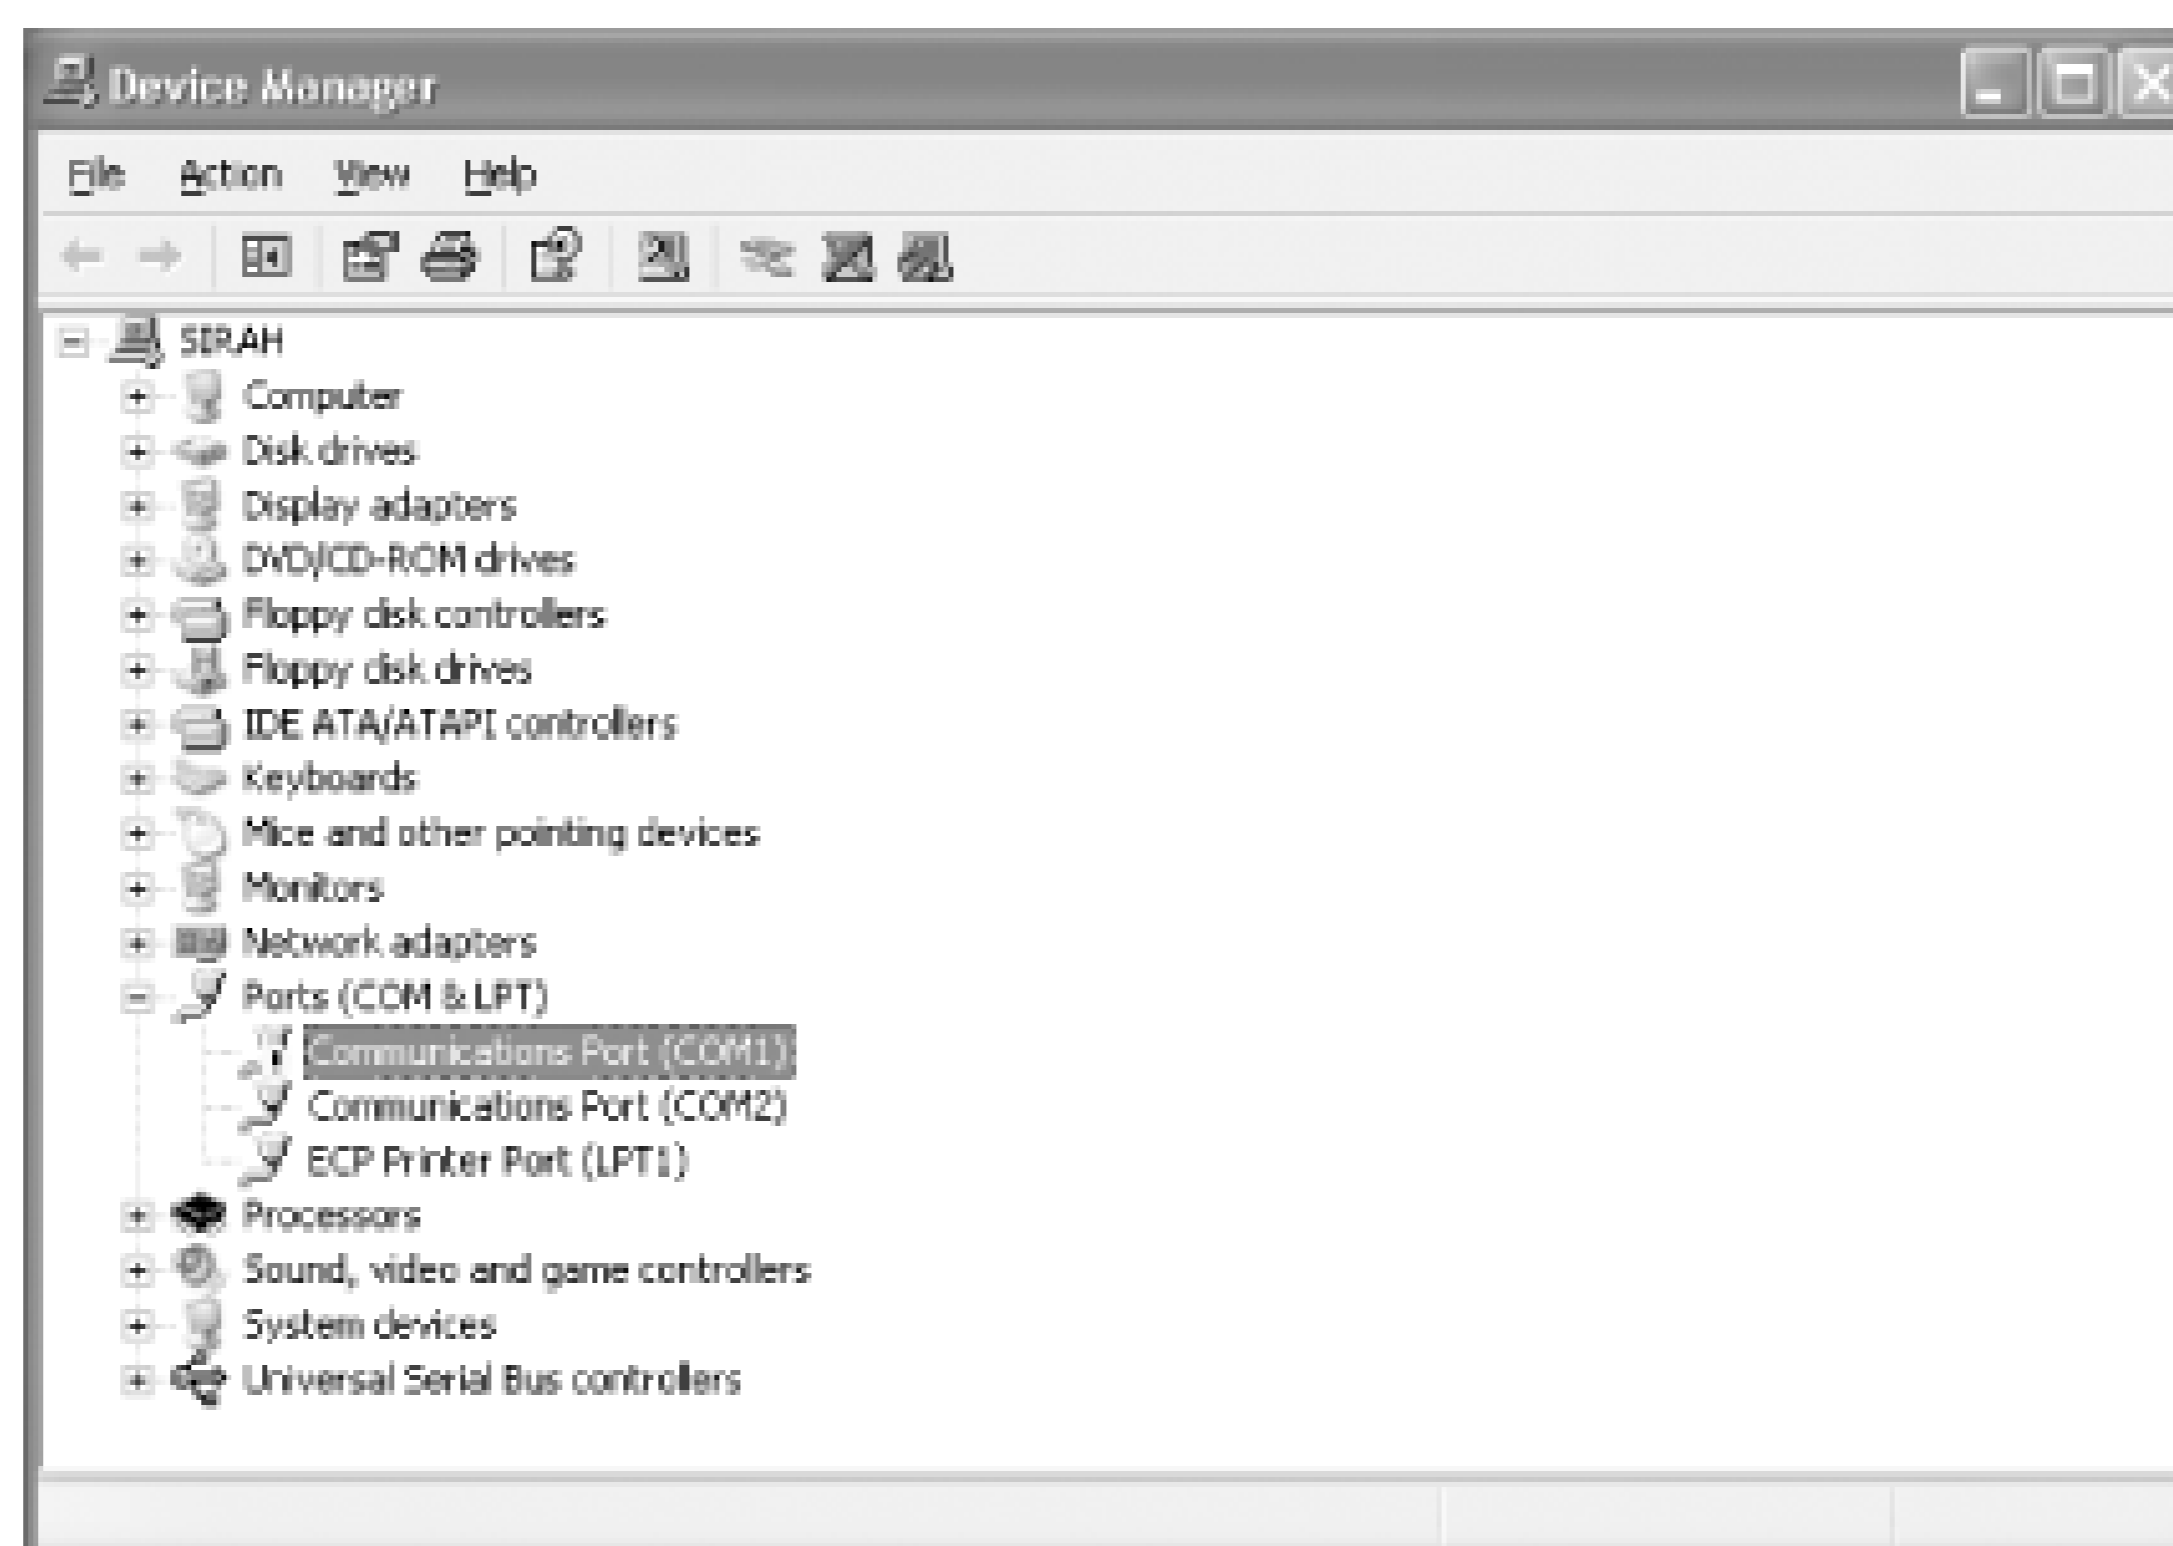 Device Manager
File Action View Help
SIRAH
Computer
Disk drives
Display adapters
DVD/CD-ROM drives
Floppy disk controllers
Floppy disk drives
IDE ATA/ATAPI controllers
Keyboards
Mice and other pointing devices
Monitors
Network adapters
Ports (COM & LPT)
Communications Port (COM1)
Communications Port (COM2)
ECP Printer Port (LPT1)
Processors
Sound, video and game controllers
System devices
Universal Serial Bus controllers